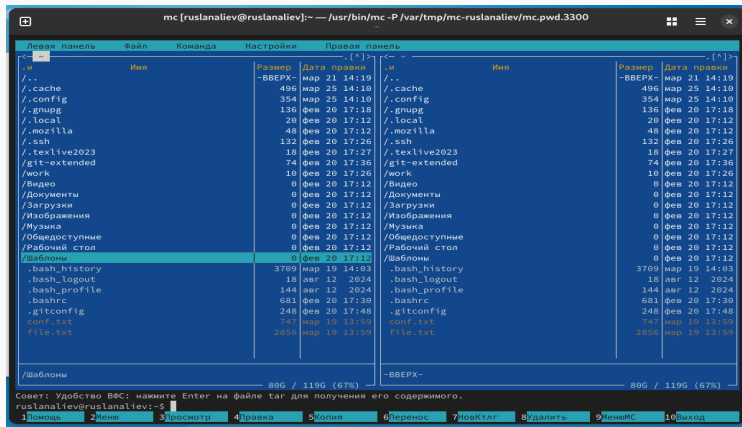 mc [ruslanaliev@ruslanaliev]:~ — /usr/bin/mc -P /var/tmp/mc-ruslanaliev/mc.pwd.3300
Левая панель Файл Команда Настройки Правая панель
<— ~ .[^]> <— ~ .[^]>
.и Имя Размер Дата правки .и Имя Размер Дата правки
/.. -ВВЕРХ- мар 21 14:19 /.. -ВВЕРХ- мар 21 14:19
/.cache 496 мар 25 14:10 /.cache 496 мар 25 14:10
/.config 354 мар 25 14:10 /.config 354 мар 25 14:10
/.gnupg 136 фев 20 17:18 /.gnupg 136 фев 20 17:18
/.local 20 фев 20 17:12 /.local 20 фев 20 17:12
/.mozilla 48 фев 20 17:12 /.mozilla 48 фев 20 17:12
/.ssh 132 фев 20 17:26 /.ssh 132 фев 20 17:26
/.texlive2023 18 фев 20 17:27 /.texlive2023 18 фев 20 17:27
/git-extended 74 фев 20 17:36 /git-extended 74 фев 20 17:36
/work 10 фев 20 17:26 /work 10 фев 20 17:26
/Видео 0 фев 20 17:12 /Видео 0 фев 20 17:12
/Документы 0 фев 20 17:12 /Документы 0 фев 20 17:12
/Загрузки 0 фев 20 17:12 /Загрузки 0 фев 20 17:12
/Изображения 0 фев 20 17:12 /Изображения 0 фев 20 17:12
/Музыка 0 фев 20 17:12 /Музыка 0 фев 20 17:12
/Общедоступные 0 фев 20 17:12 /Общедоступные 0 фев 20 17:12
/Рабочий стол 0 фев 20 17:12 /Рабочий стол 0 фев 20 17:12
/Шаблоны 0 фев 20 17:12 /Шаблоны 0 фев 20 17:12
.bash_history 3709 мар 19 14:03 .bash_history 3709 мар 19 14:03
.bash_logout 18 авг 12 2024 .bash_logout 18 авг 12 2024
.bash_profile 144 авг 12 2024 .bash_profile 144 авг 12 2024
.bashrc 681 фев 20 17:30 .bashrc 681 фев 20 17:30
.gitconfig 248 фев 20 17:48 .gitconfig 248 фев 20 17:48
conf.txt 747 мар 19 13:59 conf.txt 747 мар 19 13:59
file.txt 2856 мар 19 13:59 file.txt 2856 мар 19 13:59
/Шаблоны -ВВЕРХ-
80G / 119G (67%) 80G / 119G (67%)
Совет: Удобство ВФС: нажмите Enter на файле tar для получения его содержимого.
ruslanaliev@ruslanaliev:~$
1Помощь 2Меню 3Просмотр 4Правка 5Копия 6Перенос 7НовКтлг 8Удалить 9МенюМС 10Выход